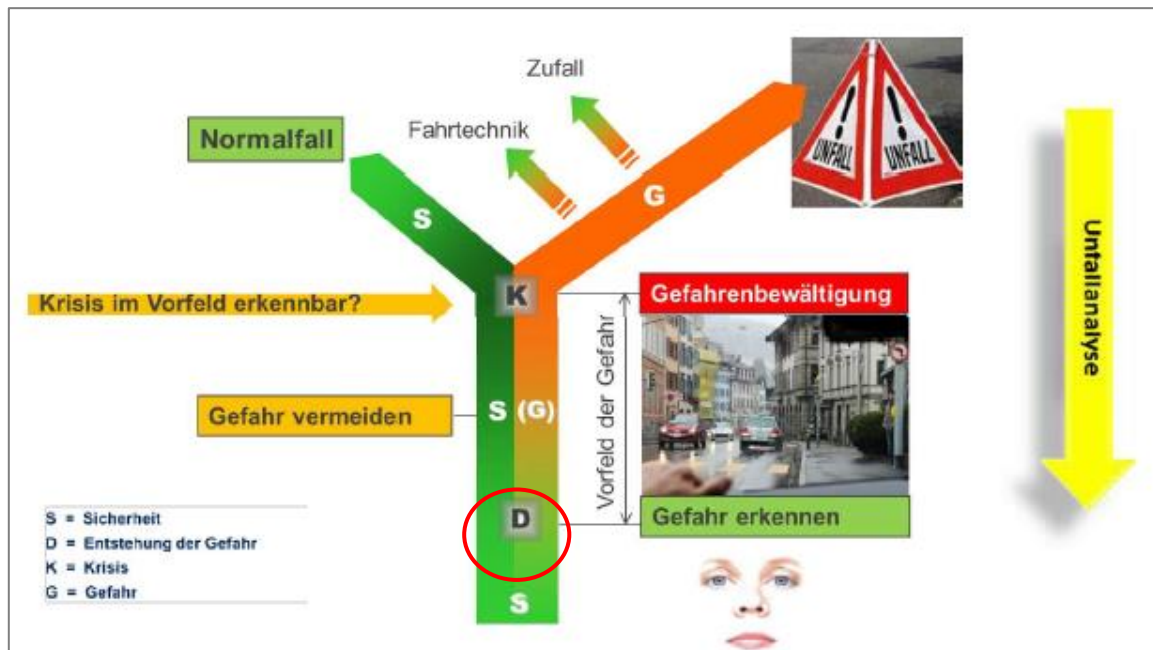 Zufall
Fahrtechnik
Normalfall
UNFALL
UNFALL
S
G
K
Krisis im Vorfeld erkennbar?
Gefahrenbewältigung
Vorfeld der Gefahr
Unfallanalyse
Gefahr vermeiden
S (G)
D
Gefahr erkennen
S = Sicherheit
D = Entstehung der Gefahr
K = Krisis
G = Gefahr
S